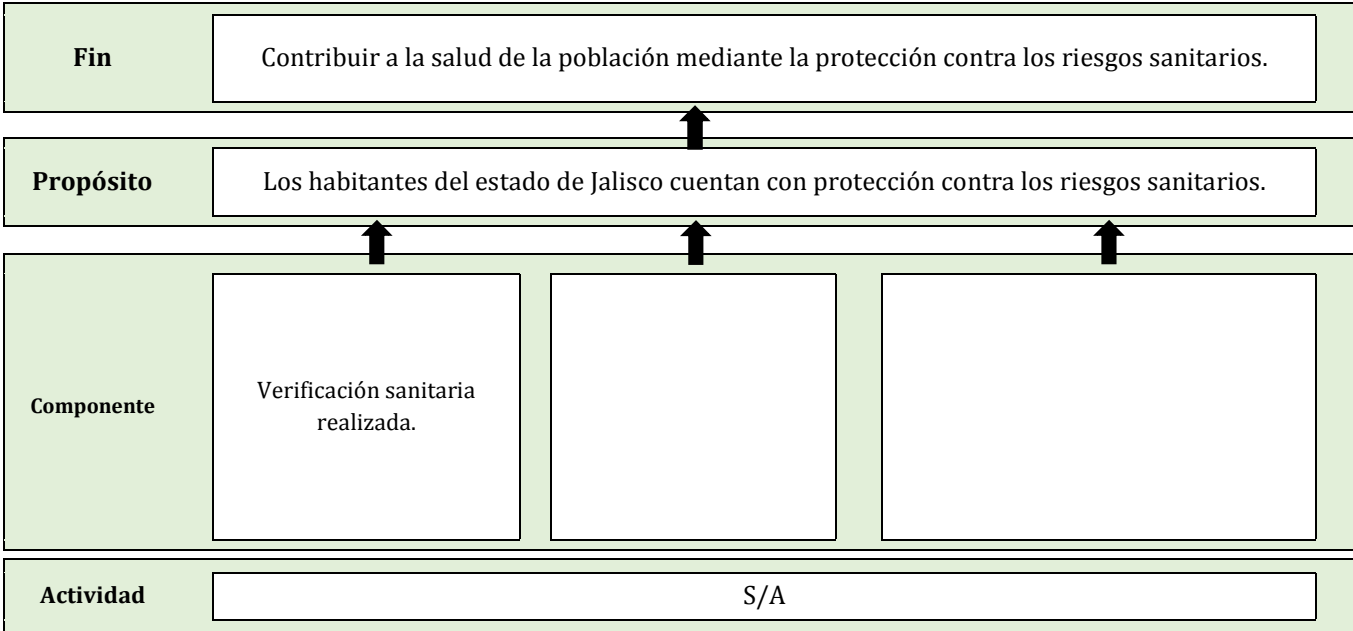 Fin
Contribuir a la salud de la población mediante la protección contra los riesgos sanitarios.
Propósito
Los habitantes del estado de Jalisco cuentan con protección contra los riesgos sanitarios.
Componente
Verificación sanitaria
realizada.
Actividad
S/A